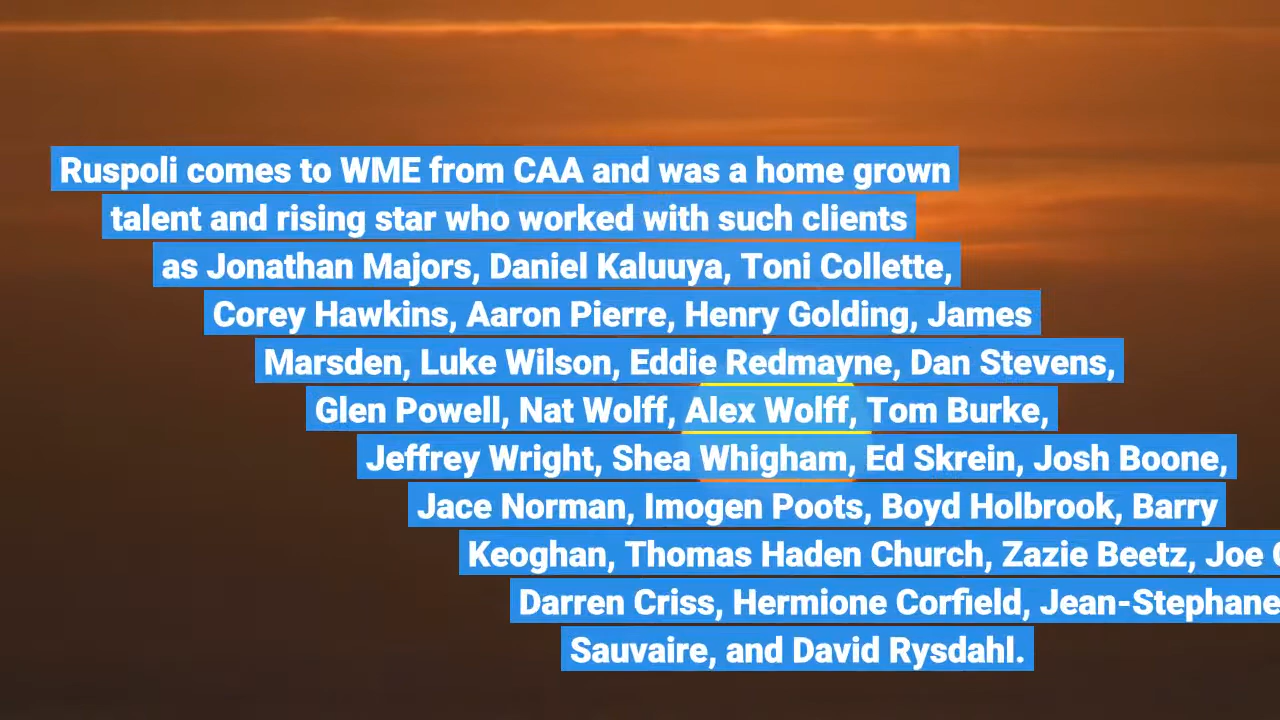 Ruspoli comes to WME from CAA and was a home grown
talent and rising star who worked with such clients
as Jonathan Majors, Daniel Kaluuya, Toni Collette,
Corey Hawkins, Aaron Pierre, Henry Golding, James
Marsden, Luke Wilson, Eddie Redmayne, Dan Stevens,
Glen Powell, Nat Wolff, Alex Wolff, Tom Burke,
Jeffrey Wright, Shea Whigham, Ed Skrein, Josh Boone,
Jace Norman, Imogen Poots, Boyd Holbrook, Barry
Keoghan, Thomas Haden Church, Zazie Beetz, Joe
Darren Criss, Hermione Corfield, Jean-Stephane
Sauvaire, and David Rysdahl.